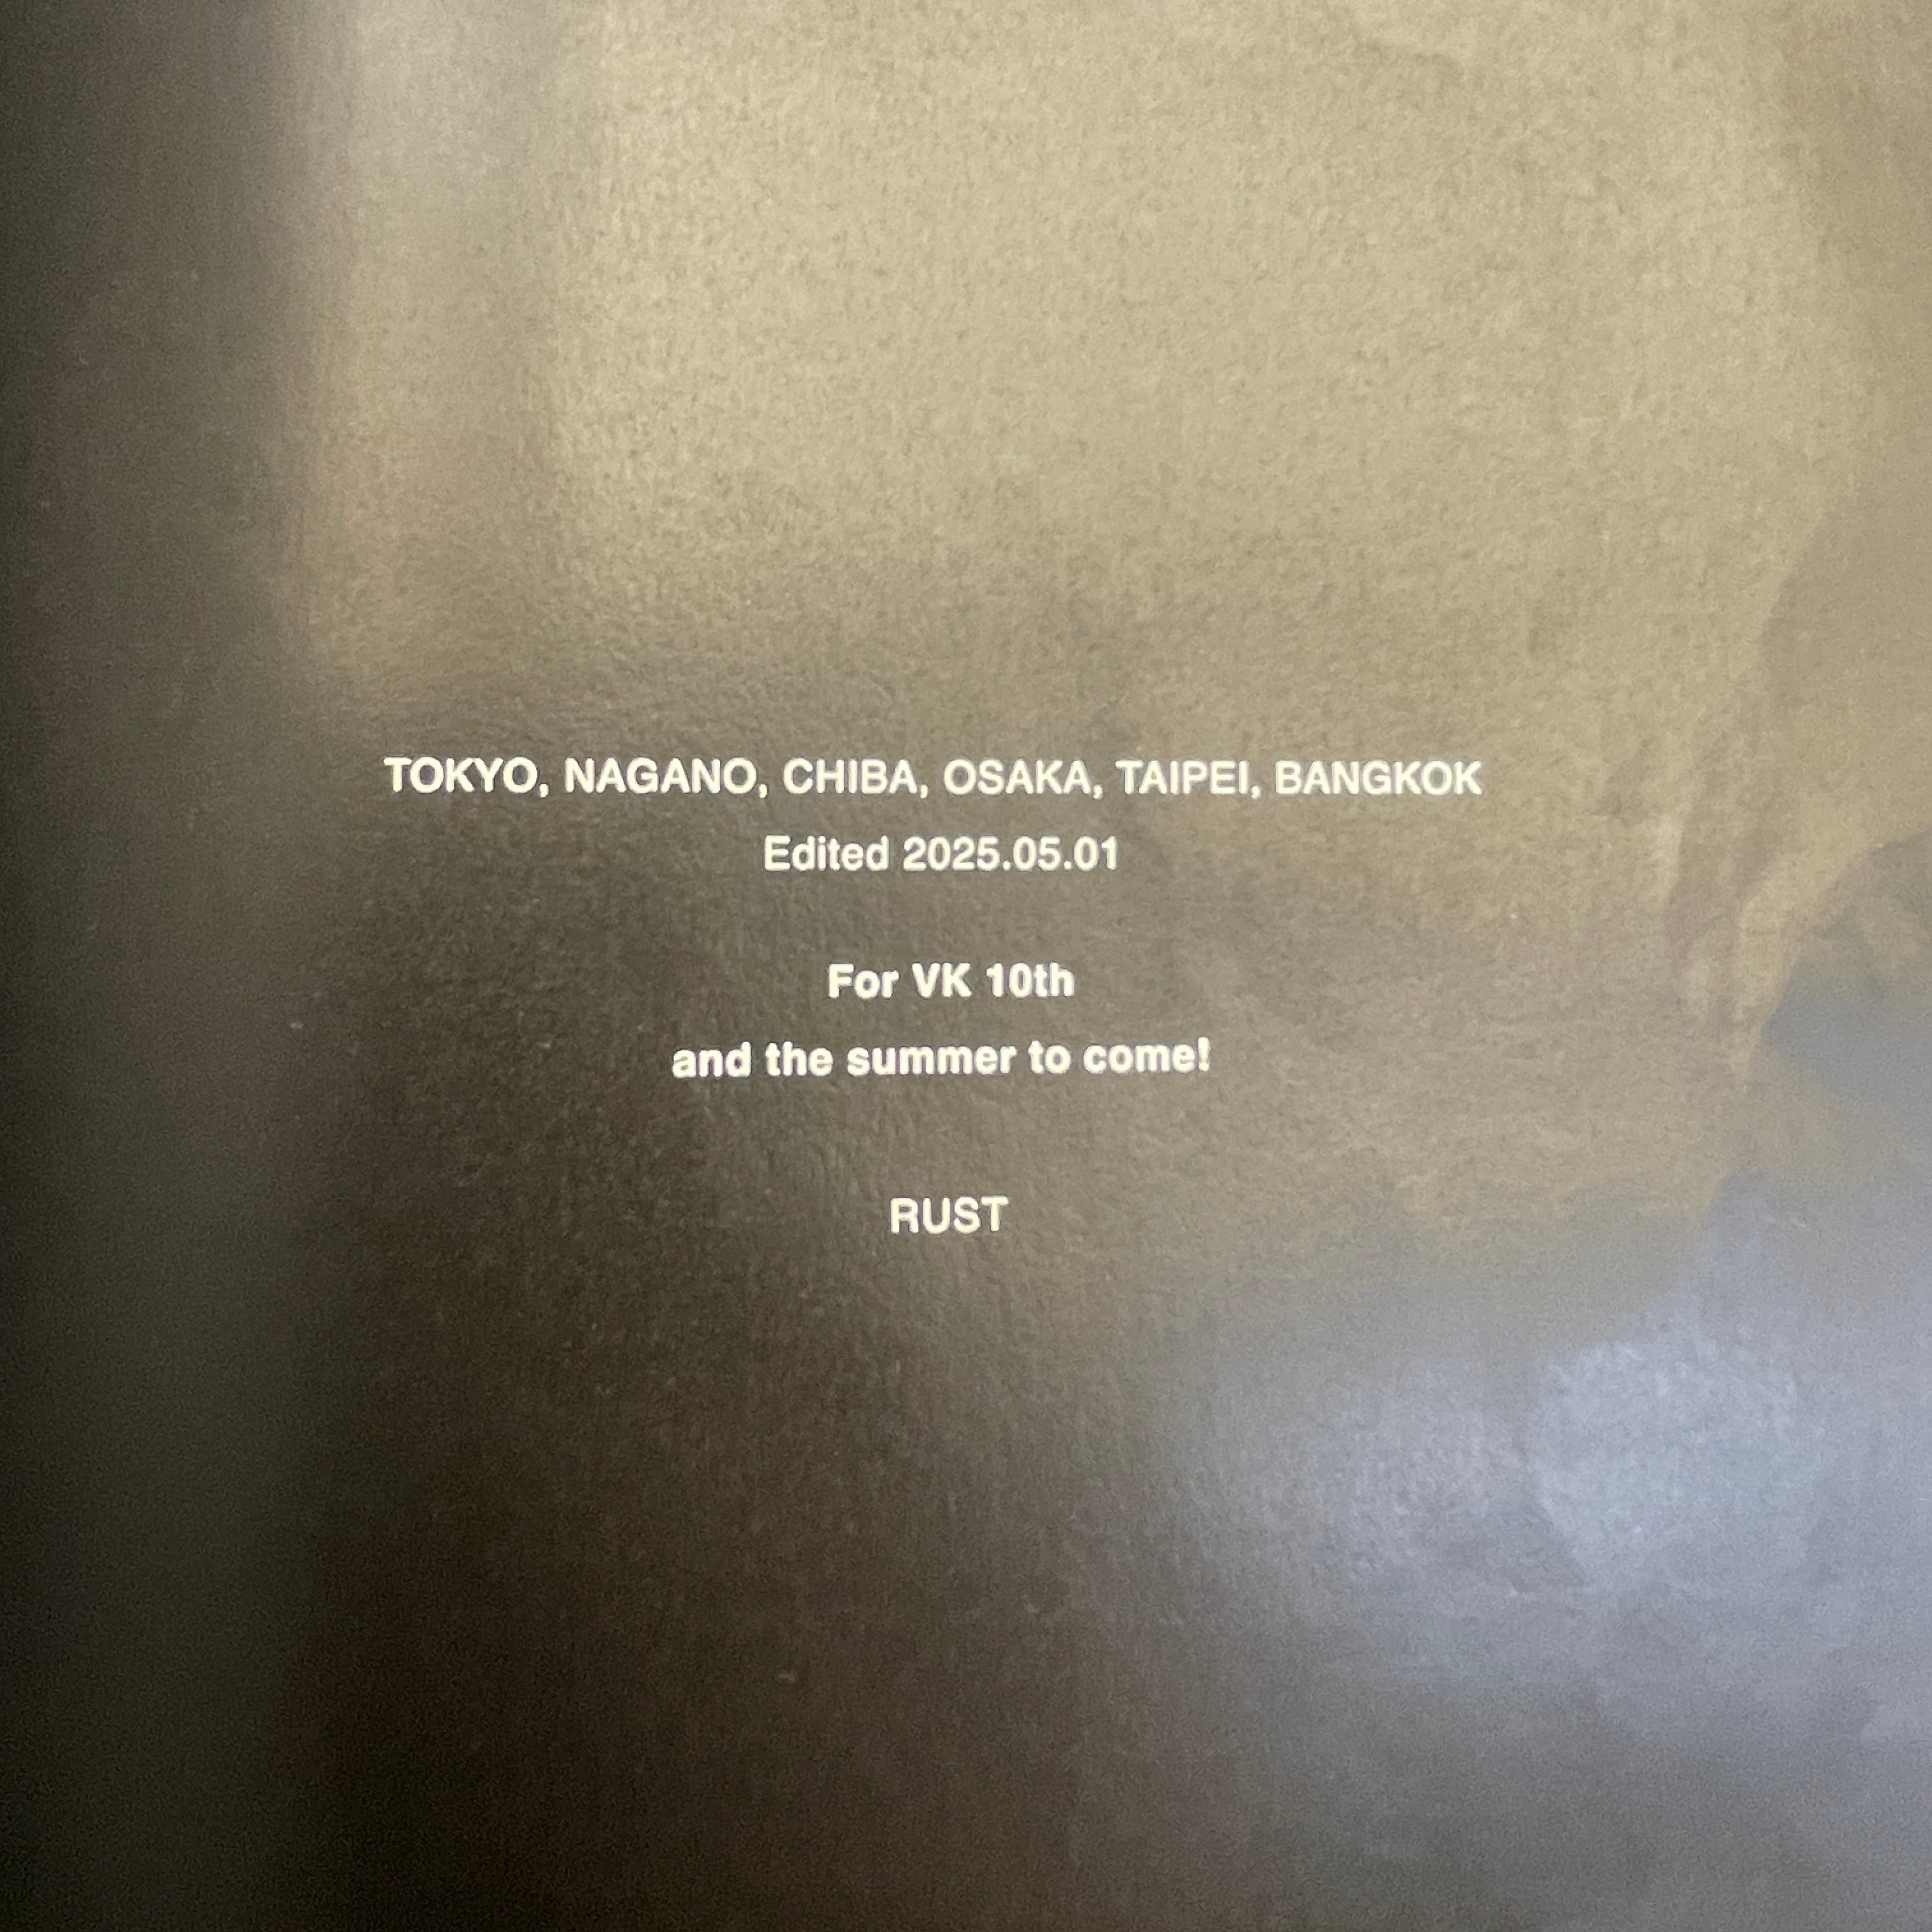 TOKYO, NAGANO, CHIBA, OSAKA, TAIPEI, BANGKOK
Edited 2025.05.01
For VK 10th
and the summer to come!
RUST